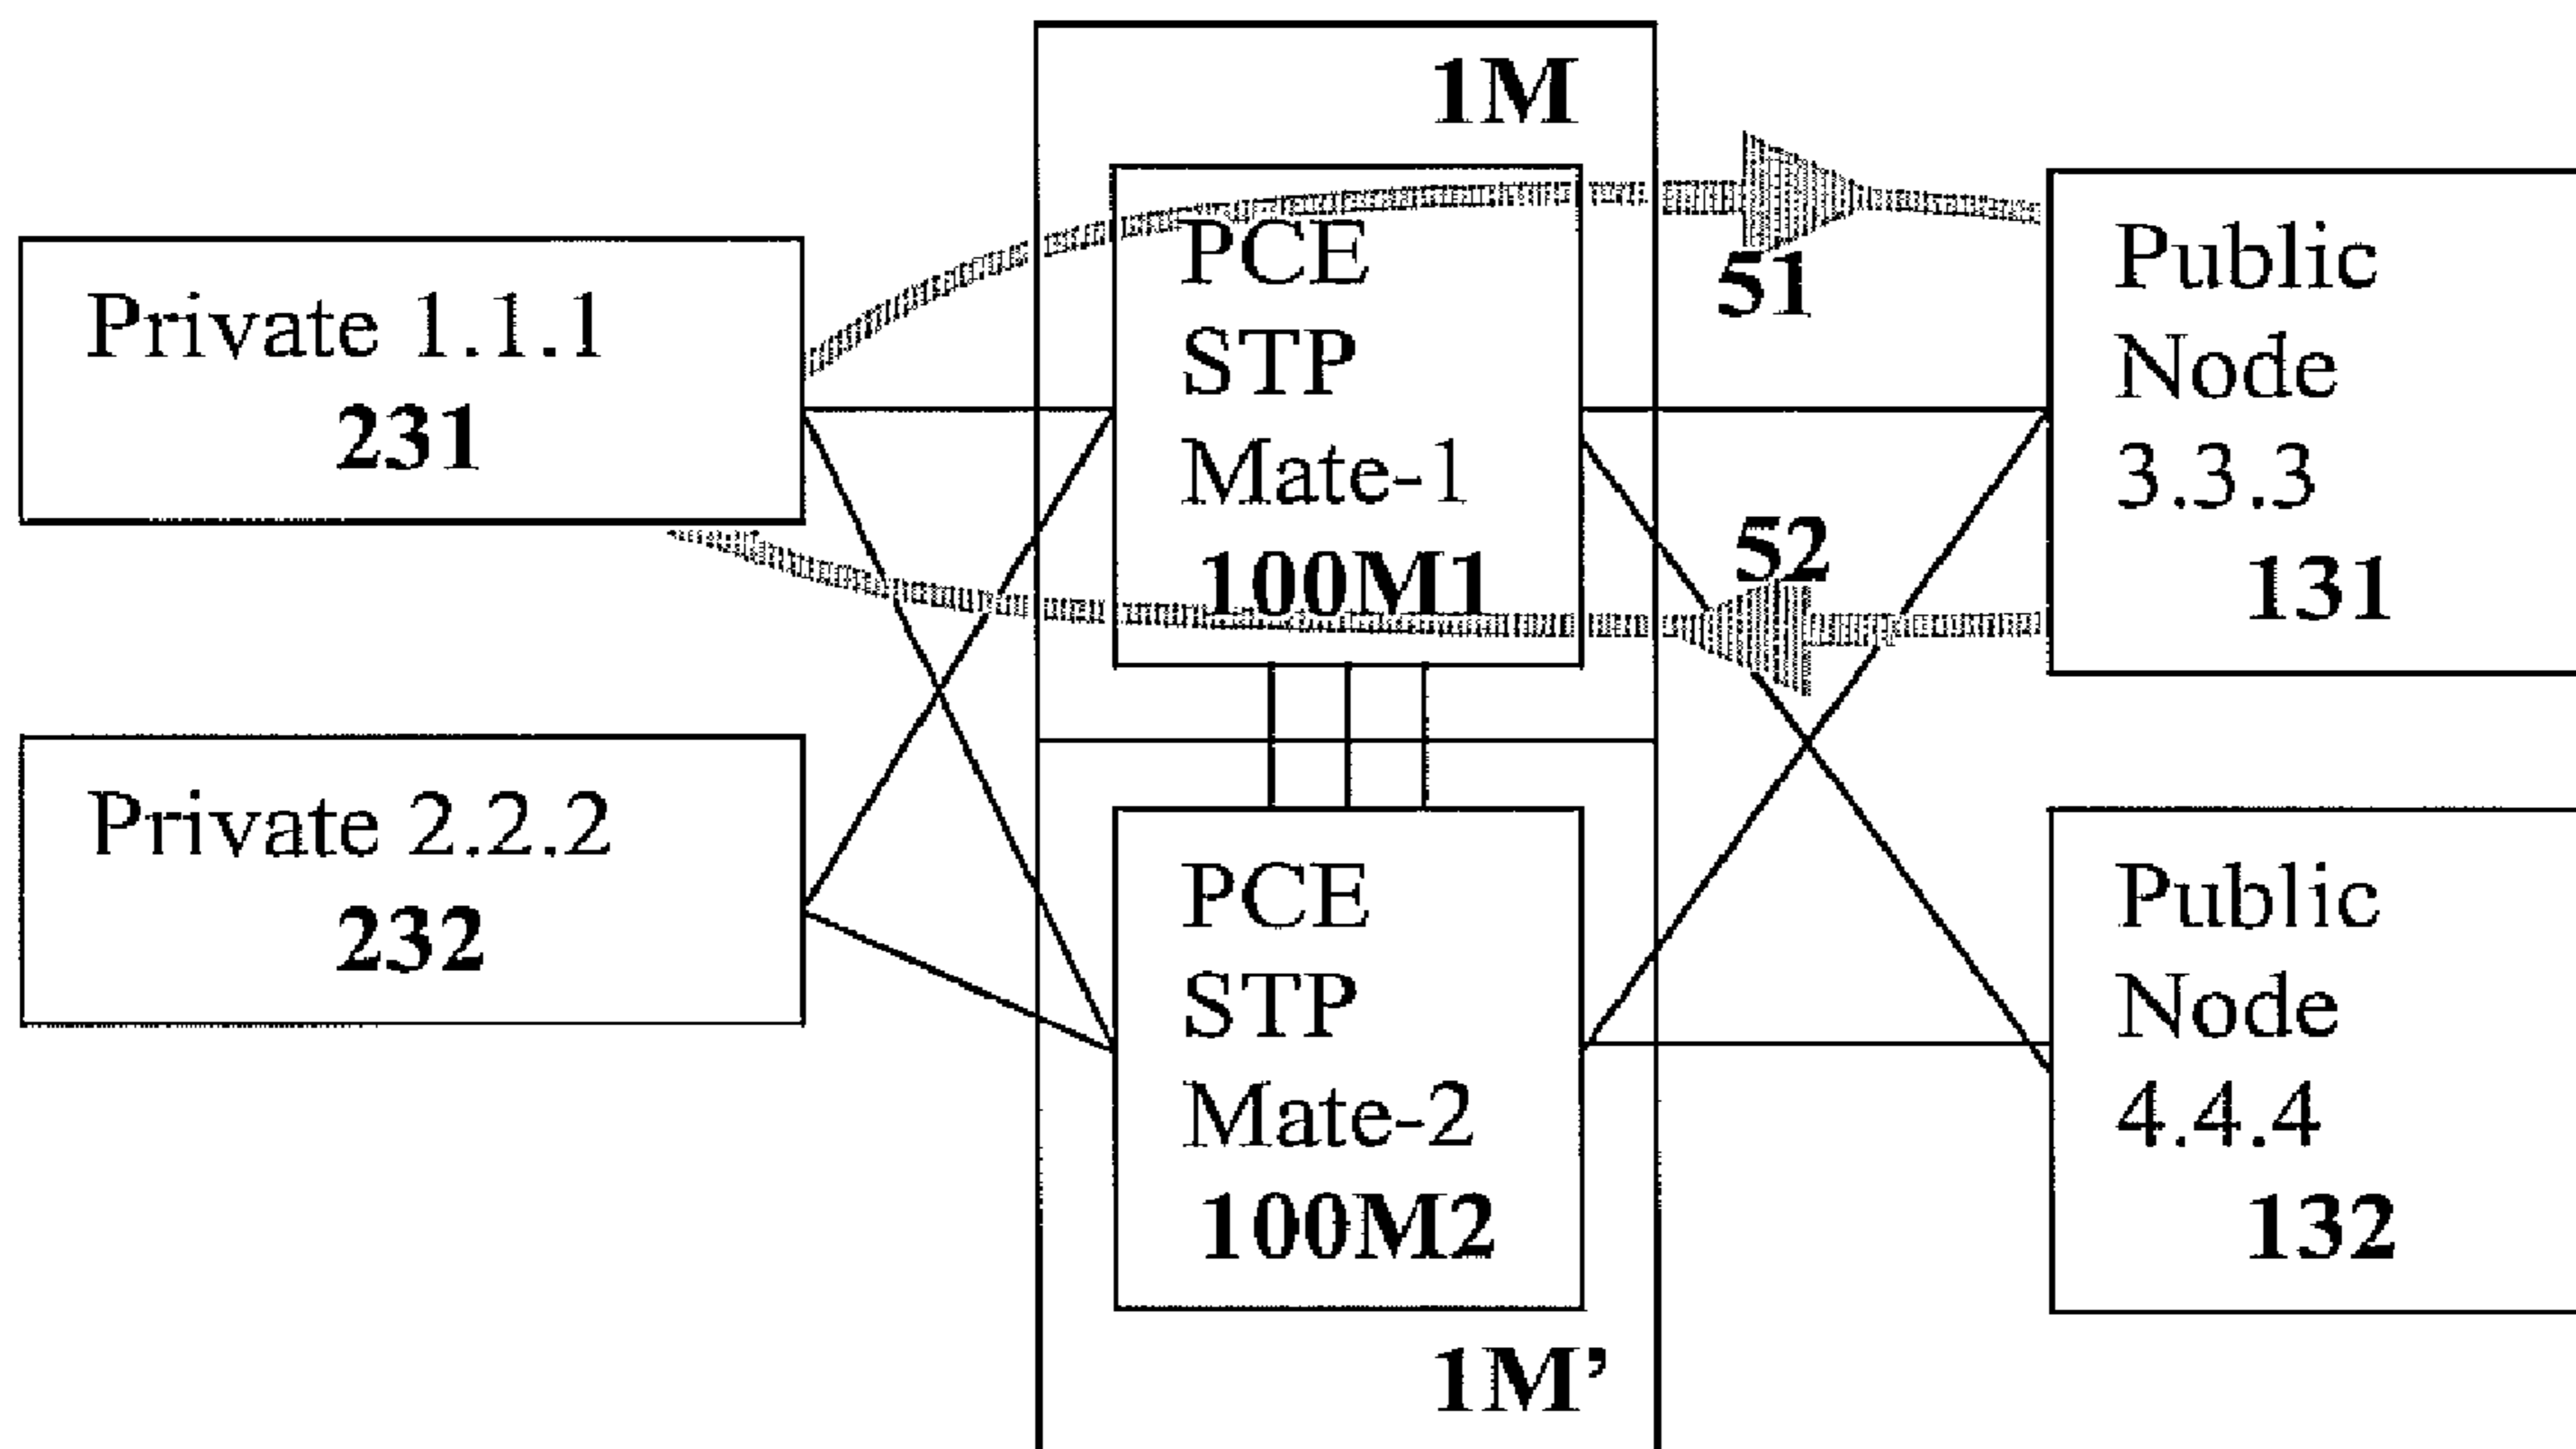 1M
PCE
STP
Mate-1
100M1
51
52
Private 1.1.1
231
Private 2.2.2
232
Public
Node
3.3.3
131
PCE
STP
Mate-2
100M2
1M’
Public
Node
4.4.4
132